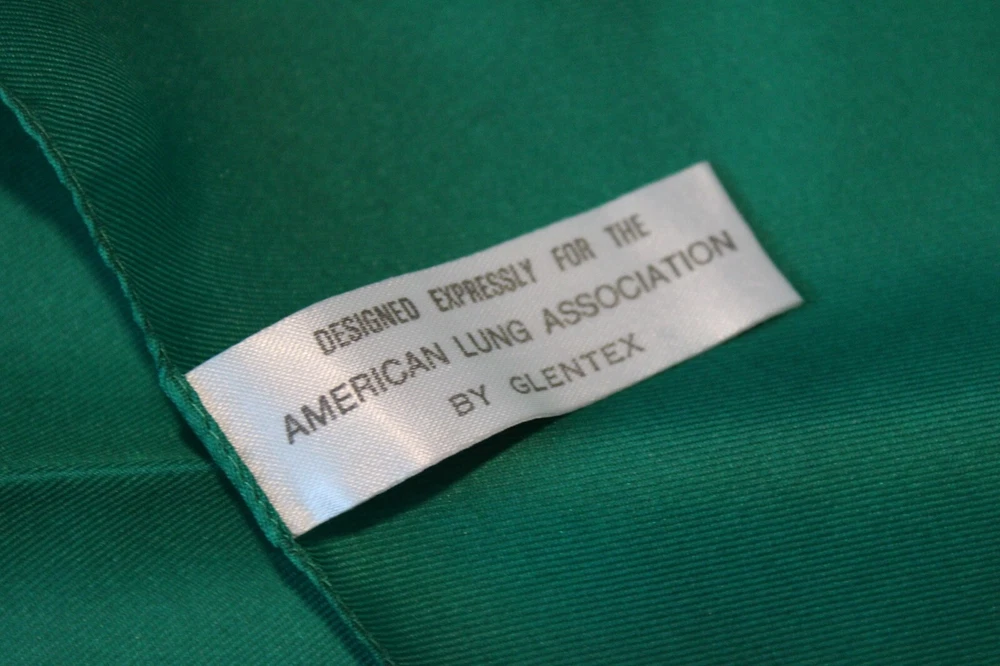 DESIGNED EXPRESSLY FOR THE
AMERICAN LUNG ASSOCIATION
BY GLENTEX